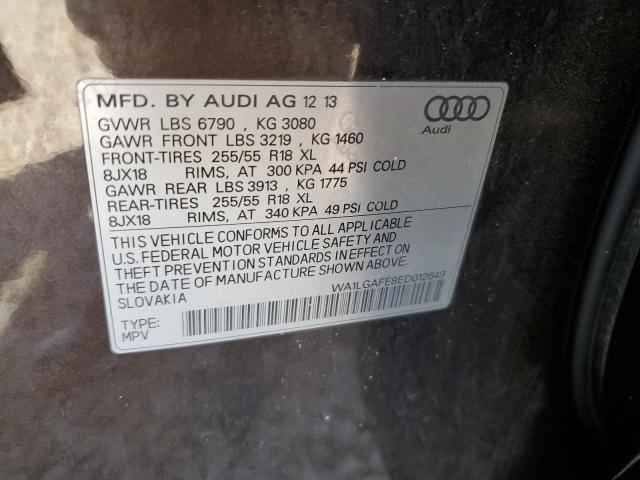 MFD. BY AUDI AG 12 13
GVWR LBS 6790 , KG 3080
GAWR FRONT LBS 3219 , KG 1460
FRONT-TIRES 255/55 R18 XL
8JX18 RIMS, AT 300 KPA 44 PSI COLD
GAWR REAR LBS 3913 , KG 1775
REAR-TIRES 255/55 R18 XL
8JX18 RIMS, AT 340 KPA 49 PSI COLD
Audi
THIS VEHICLE CONFORMS TO ALL APPLICABLE
U.S. FEDERAL MOTOR VEHICLE SAFETY AND
THEFT PREVENTION STANDARDS IN EFFECT ON
THE DATE OF MANUFACTURE SHOWN ABOVE.
SLOVAKIA
WA1LGAFE8ED012649
TYPE:
MPV